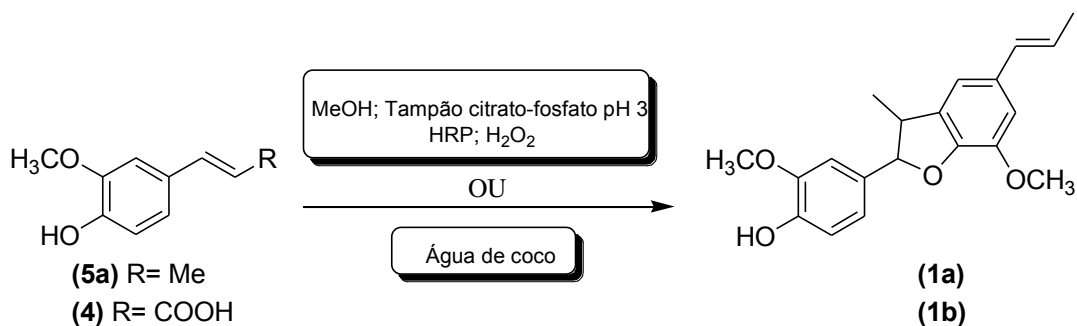 MeOH; Tampão citrato-fosfato pH 3
HRP; H₂O₂
OU
Água de coco
H₃CO
R
HO
(5a) R= Me
(4) R= COOH
H₃CO
O
OCH₃
HO
(1a)
(1b)